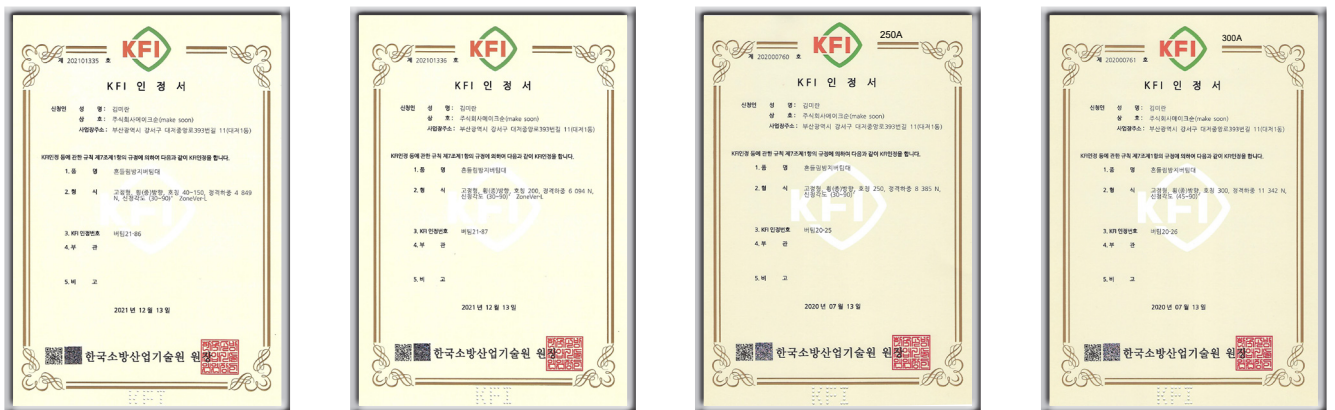 KFI
제 202101335 호
KFI 인 정 서
신청인 성 명: 김미란
상 호: 주식회사메이크순(make soon)
사업장주소: 부산광역시 강서구 대저중앙로393번길 11(대저1동)
KFI인정 등에 관한 규칙 제7조제1항의 규정에 의하여 다음과 같이 KFI인정을 합니다.
1. 품 명 흔들림방지버팀대
2. 형 식 고정형, 횡(종)방향, 호칭 40~150, 정격하중 4 849
N, 설정각도 (30~90)° ZoneVer-L
3. KFI 인정번호 버팀21-86
4. 부 관
5. 비 고
2021 년 12 월 13 일
한국소방산업기술원 원장
KFI
KFI
제 202101336 호
KFI 인 정 서
신청인 성 명: 김미란
상 호: 주식회사메이크순(make soon)
사업장주소: 부산광역시 강서구 대저중앙로393번길 11(대저1동)
KFI인정 등에 관한 규칙 제7조제1항의 규정에 의하여 다음과 같이 KFI인정을 합니다.
1. 품 명 흔들림방지버팀대
2. 형 식 고정형, 횡(종)방향, 호칭 200, 정격하중 6 094 N,
설정각도 (30~90)° ZoneVer-L
3. KFI 인정번호 버팀21-87
4. 부 관
5. 비 고
2021 년 12 월 13 일
한국소방산업기술원 원장
KFI
KFI
250A
제 202000760 호
KFI 인 정 서
신청인 성 명: 김미란
상 호: 주식회사메이크순(make soon)
사업장주소: 부산광역시 강서구 대저중앙로393번길 11(대저1동)
KFI인정 등에 관한 규칙 제7조제1항의 규정에 의하여 다음과 같이 KFI인정을 합니다.
1. 품 명 흔들림방지버팀대
2. 형 식 고정형, 횡(종)방향, 호칭 250, 정격하중 8 385 N,
설정각도 (30~90)°
3. KFI 인정번호 버팀20-25
4. 부 관
5. 비 고
2020 년 07 월 13 일
한국소방산업기술원 원장
KFI
KFI
300A
제 202000761 호
KFI 인 정 서
신청인 성 명: 김미란
상 호: 주식회사메이크순(make soon)
사업장주소: 부산광역시 강서구 대저중앙로393번길 11(대저1동)
KFI인정 등에 관한 규칙 제7조제1항의 규정에 의하여 다음과 같이 KFI인정을 합니다.
1. 품 명 흔들림방지버팀대
2. 형 식 고정형, 횡(종)방향, 호칭 300, 정격하중 11 342 N,
설정각도 (45~90)°
3. KFI 인정번호 버팀20-26
4. 부 관
5. 비 고
2020 년 07 월 13 일
한국소방산업기술원 원장
KFI